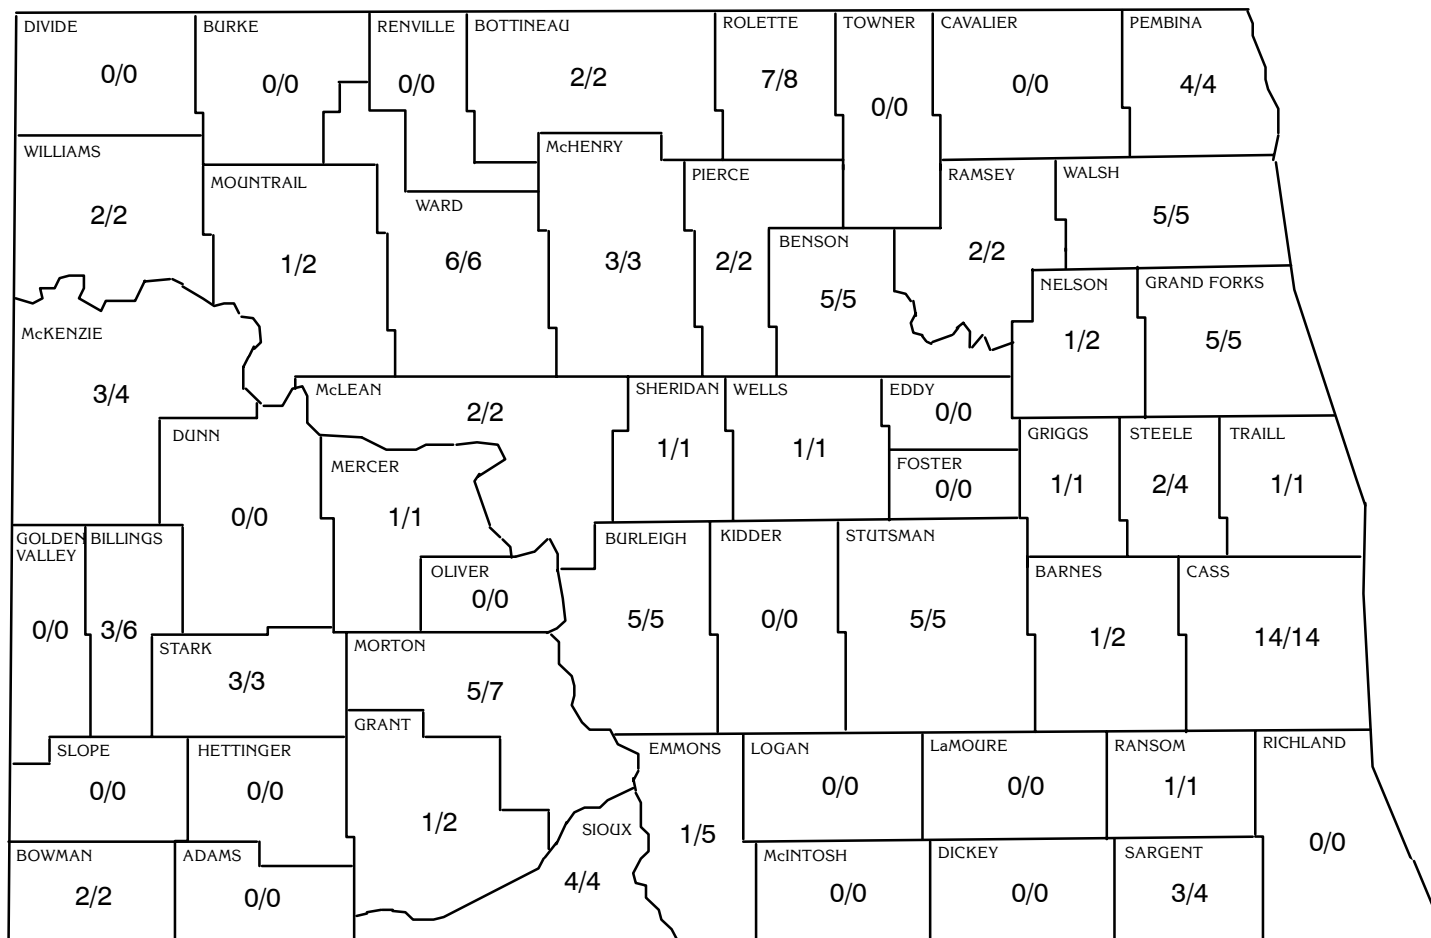 DIVIDE
0/0
BURKE
0/0
RENVILLE
0/0
BOTTINEAU
2/2
ROLETTE
7/8
TOWNER
0/0
CAVALIER
0/0
PEMBINA
4/4
WILLIAMS
2/2
MOUNTRAIL
1/2
WARD
6/6
McHENRY
3/3
PIERCE
2/2
BENSON
5/5
RAMSEY
2/2
WALSH
5/5
NELSON
1/2
GRAND FORKS
5/5
McKENZIE
3/4
DUNN
0/0
McLEAN
2/2
MERCER
1/1
OLIVER
0/0
SHERIDAN
1/1
WELLS
1/1
EDDY
0/0
FOSTER
0/0
GRIGGS
1/1
STEELE
2/4
TRAILL
1/1
GOLDEN
VALLEY
0/0
BILLINGS
3/6
STARK
3/3
MORTON
5/7
BURLEIGH
5/5
KIDDER
0/0
STUTSMAN
5/5
BARNES
1/2
CASS
14/14
SLOPE
0/0
HETTINGER
0/0
GRANT
1/2
SIOUX
4/4
EMMONS
1/5
LOGAN
0/0
LaMOURE
0/0
RANSOM
1/1
RICHLAND
0/0
BOWMAN
2/2
ADAMS
0/0
McINTOSH
0/0
DICKEY
0/0
SARGENT
3/4